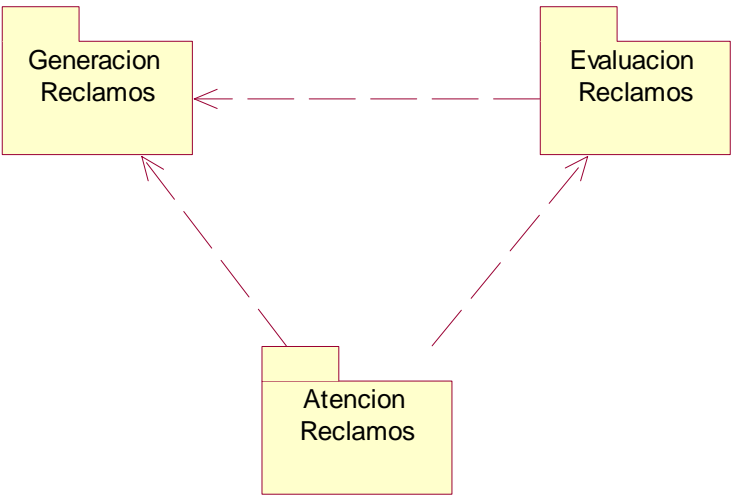 Generacion
Reclamos
Evaluacion
Reclamos
Atencion
Reclamos